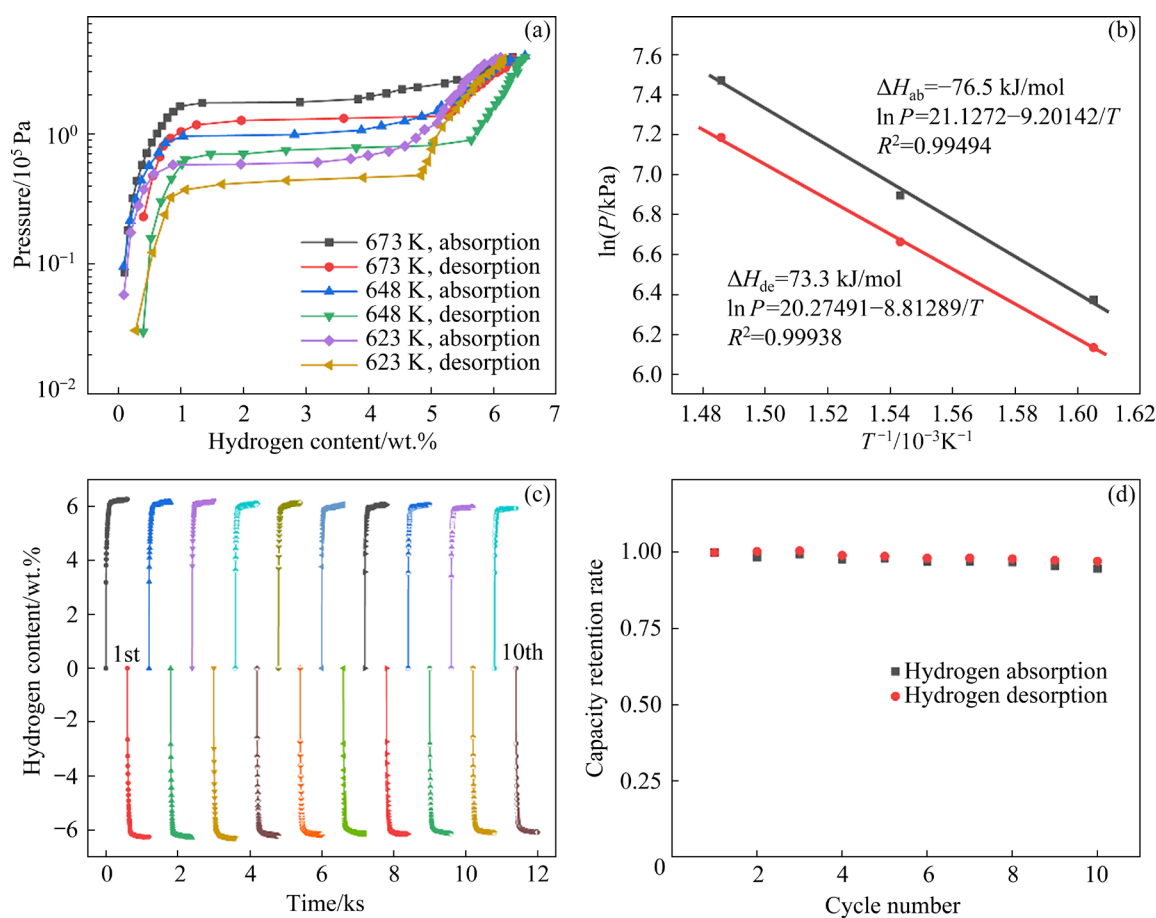 (a)
Pressure/10⁵ Pa
10⁰
10⁻¹
10⁻²
673 K, absorption
673 K, desorption
648 K, absorption
648 K, desorption
623 K, absorption
623 K, desorption
0 1 2 3 4 5 6 7
Hydrogen content/wt.%
(b)
ln(P/kPa)
7.6
7.4
7.2
7.0
6.8
6.6
6.4
6.2
6.0
ΔH_ab=−76.5 kJ/mol
ln P=21.1272−9.20142/T
R²=0.99494
ΔH_de=73.3 kJ/mol
ln P=20.27491−8.81289/T
R²=0.99938
1.48 1.50 1.52 1.54 1.56 1.58 1.60 1.62
T⁻¹/10⁻³K⁻¹
(c)
Hydrogen content/wt.%
6
4
2
0
−2
−4
−6
1st
10th
0 2 4 6 8 10 12
Time/ks
(d)
Capacity retention rate
1.00
0.75
0.50
0.25
0
Hydrogen absorption
Hydrogen desorption
0 2 4 6 8 10
Cycle number